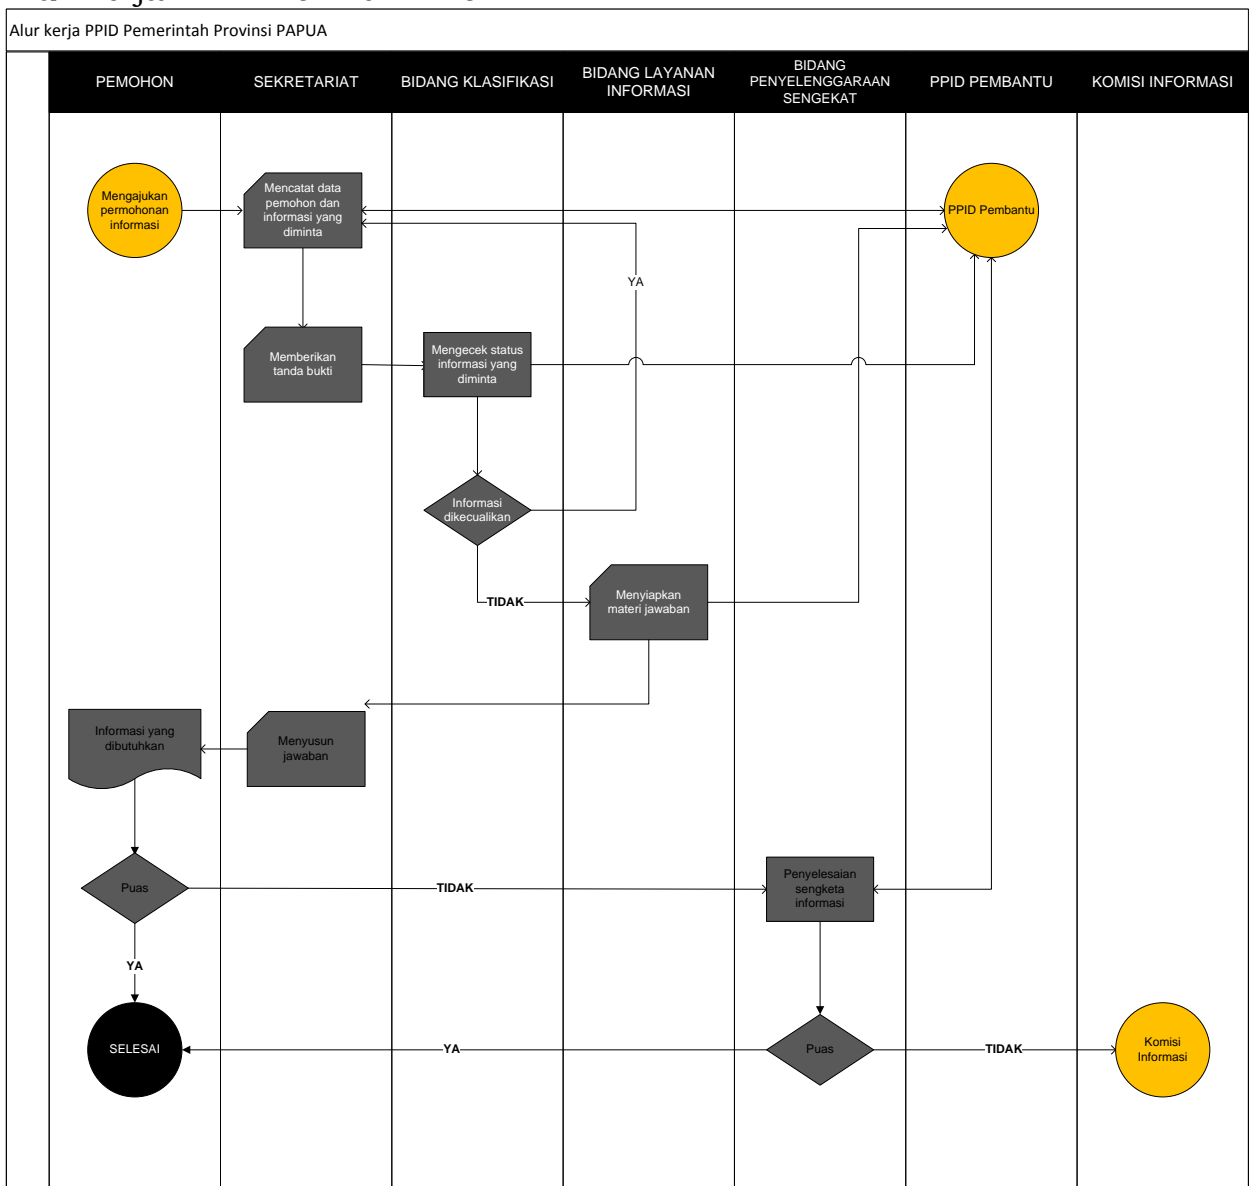 Alur kerja PPID Pemerintah Provinsi PAPUA
PEMOHON
SEKRETARIAT
BIDANG KLASIFIKASI
BIDANG LAYANAN
INFORMASI
BIDANG
PENYELENGGARAAN
SENGEKAT
PPID PEMBANTU
KOMISI INFORMASI
Mengajukan
permohonan
informasi
Mencatat data
pemohon dan
informasi yang
diminta
PPID Pembantu
YA
Memberikan
tanda bukti
Mengecek status
informasi yang
diminta
Informasi
dikecualikan
TIDAK
Menyiapkan
materi jawaban
Informasi yang
dibutuhkan
Menyusun
jawaban
Puas
TIDAK
Penyelesaian
sengketa
informasi
YA
SELESAI
YA
Puas
TIDAK
Komisi
Informasi